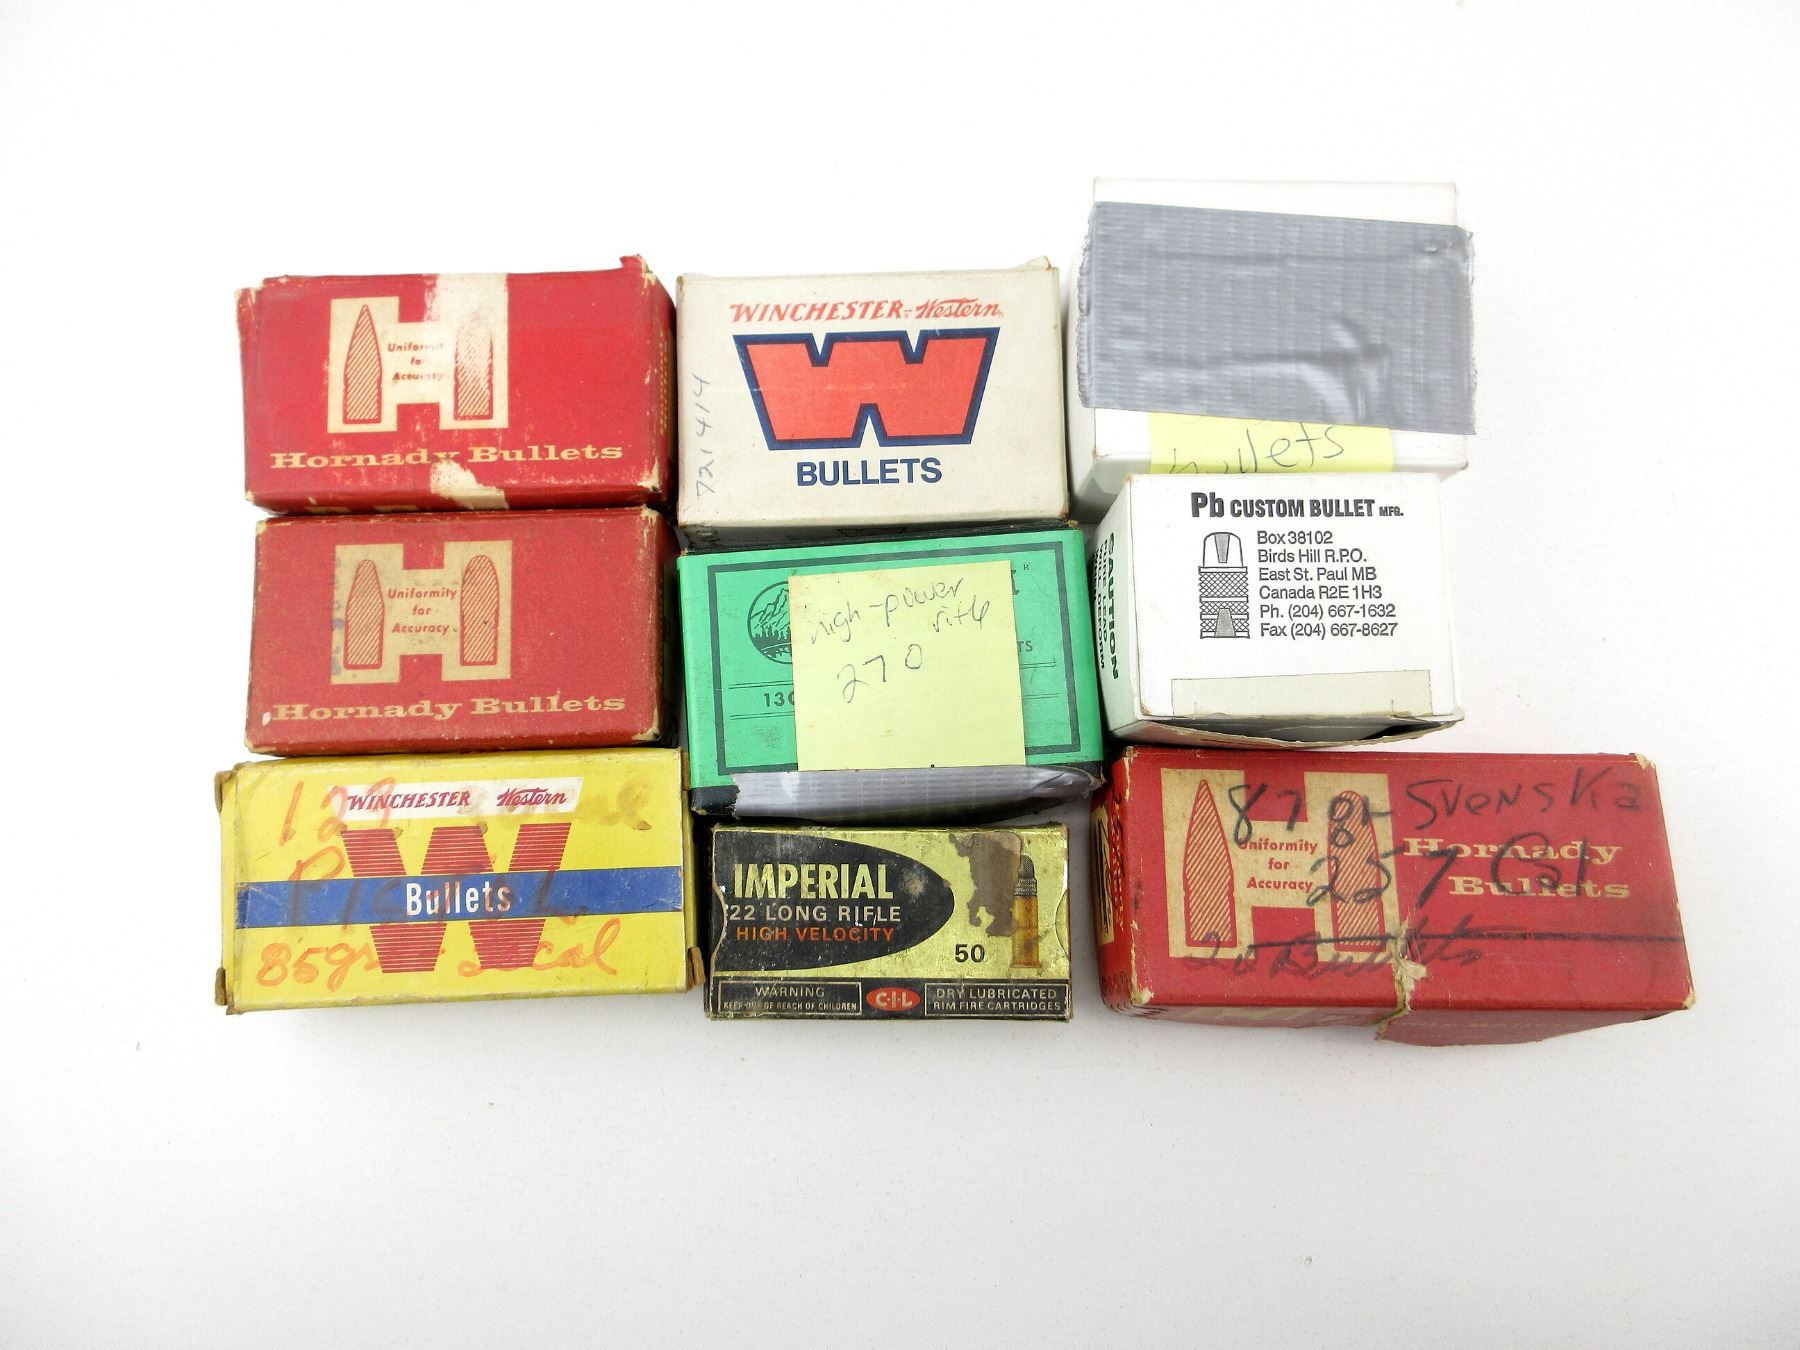 Uniformity
for
Accuracy
Hornady Bullets
WINCHESTER-Western
W
BULLETS
721414
bullets
Uniformity
for
Accuracy
Hornady Bullets
high-power
rifle
270
130
TS
Pb CUSTOM BULLET MFG.
Box 38102
Birds Hill R.P.O.
East St. Paul MB
Canada R2E 1H3
Ph. (204) 667-1632
Fax (204) 667-8627
CAUTION
WINCHESTER Western
W
Bullets
123
PISTOL
85gr
cal
IMPERIAL
22 LONG RIFLE
HIGH VELOCITY
50
WARNING
KEEP OUT OF REACH OF CHILDREN
C-I-L
DRY LUBRICATED
RIM FIRE CARTRIDGES
87 gr Svenska
257 Cal
20 Bullets
Uniformity
for
Accuracy
Hornady
Bullets